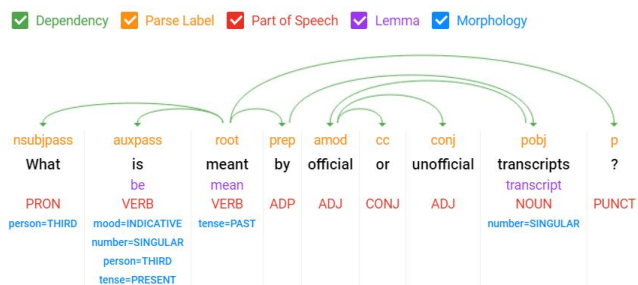 Dependency Parse Label Part of Speech Lemma Morphology
nsubjpass auxpass root prep amod cc conj pobj p
What is meant by official or unofficial transcripts ?
be mean transcript
PRON VERB VERB ADP ADJ CONJ ADJ NOUN PUNCT
person=THIRD mood=INDICATIVE tense=PAST number=SINGULAR
number=SINGULAR
person=THIRD
tense=PRESENT